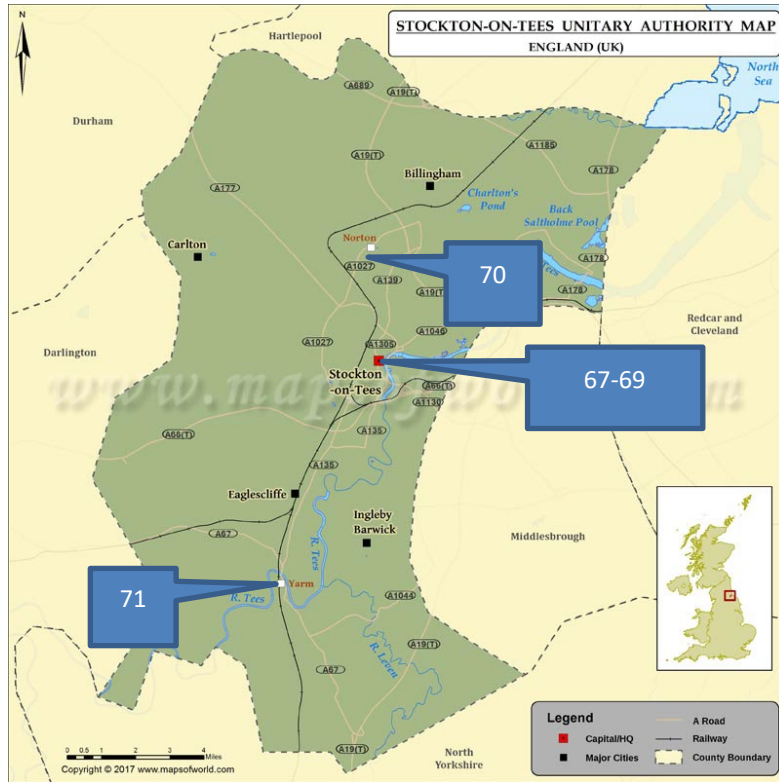 STOCKTON-ON-TEES UNITARY AUTHORITY MAP
ENGLAND (UK)
N
Hartlepool
North
Sea
A689
A19(T)
Durham
A1185
A19(T)
A178
Billingham
A177
Charlton's
Pond
Back
Saltholme Pool
Norton
Carlton
A1027
70
Tees
A178
A139
A19(T)
A178
Redcar and
Cleveland
A1046
A1027
A1305
Darlington
Stockton
-on-Tees
67-69
A66(T)
A1130
www.mapsofworld.com
A66(T)
A135
A135
Eaglescliffe
Ingleby
Barwick
Middlesbrough
A67
R. Tees
71
Yarm
R. Tees
A1044
A19(T)
R. Leven
A67
A19(T)
North
Yorkshire
Legend
Capital/HQ
Major Cities
A Road
Railway
County Boundary
0 0.5 1 2 3 4
Miles
Copyright © 2017 www.mapsofworld.com